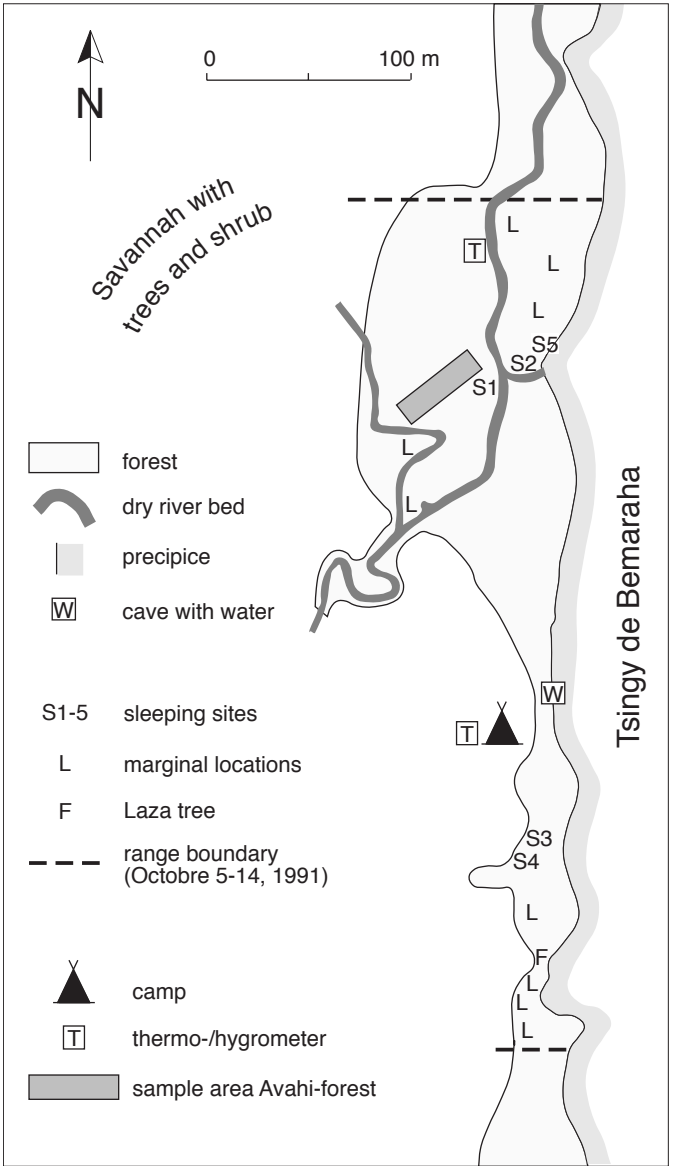 N
0 100 m
Savannah with
trees and shrub
L
T
L
L
S5
S2
S1
L
L
forest
dry river bed
precipice
W cave with water
Tsingy de Bemaraha
W
S1-5 sleeping sites
T
L marginal locations
F Laza tree
S3
range boundary
(Octobre 5-14, 1991)
S4
L
F
L
camp
L
L
T thermo-/hygrometer
sample area Avahi-forest